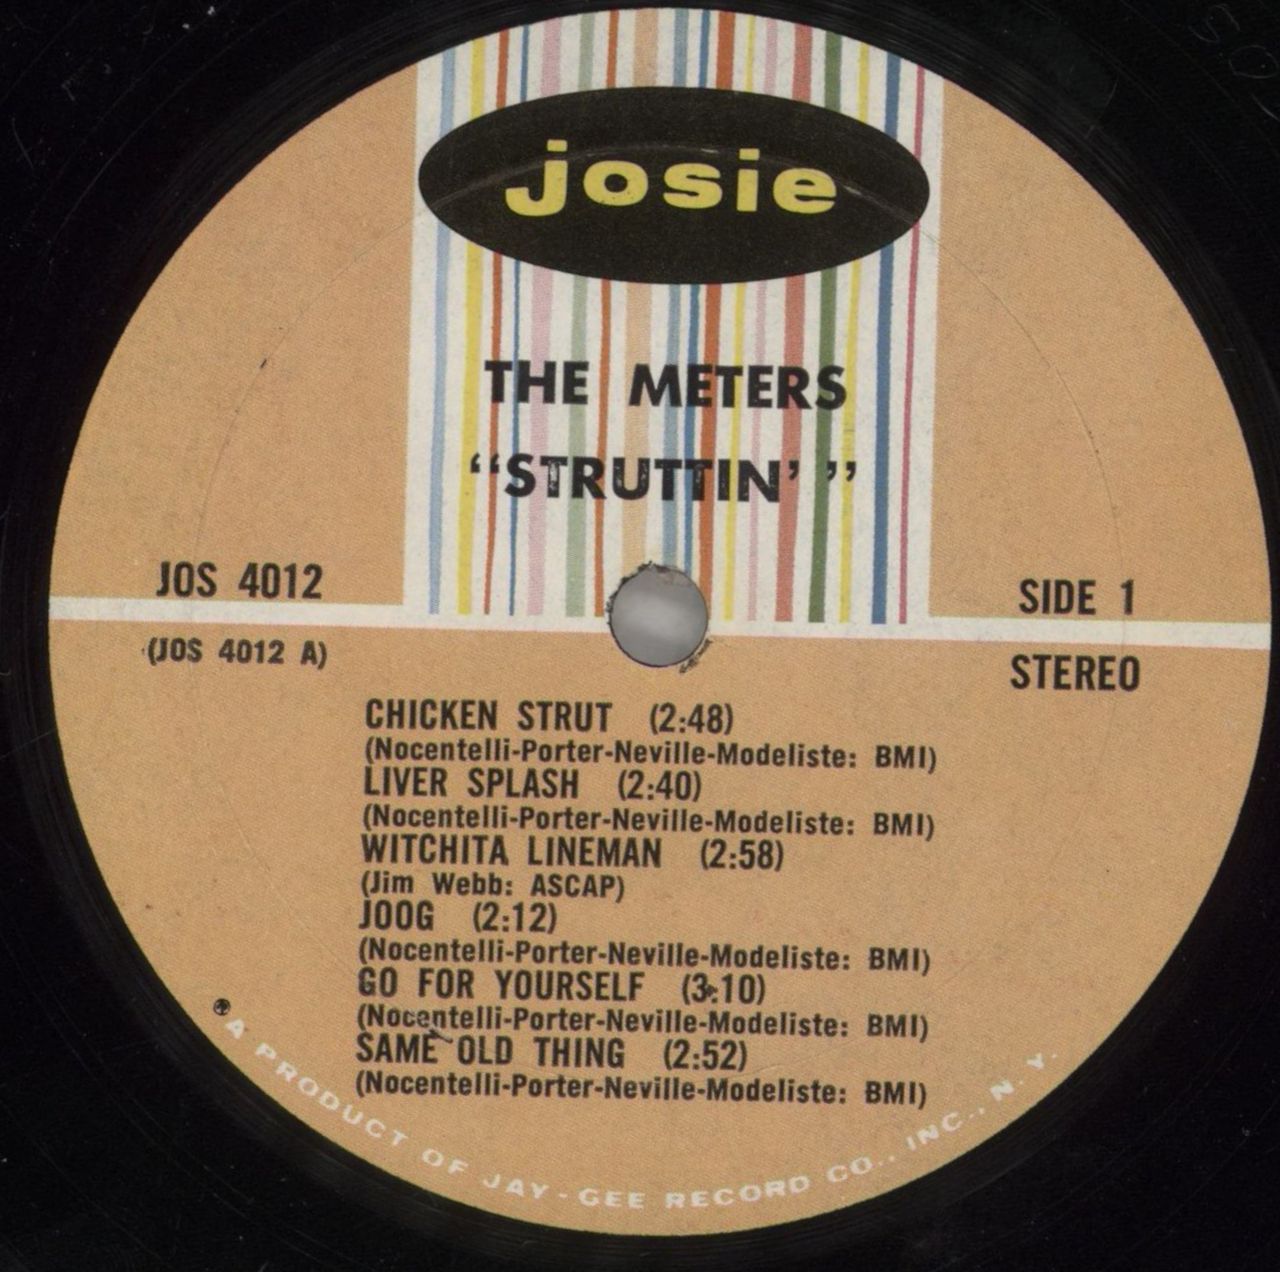 josie
THE METERS
“STRUTTIN’ ”
JOS 4012
SIDE 1
(JOS 4012 A)
STEREO
CHICKEN STRUT (2:48)
(Nocentelli-Porter-Neville-Modeliste: BMI)
LIVER SPLASH (2:40)
(Nocentelli-Porter-Neville-Modeliste: BMI)
WITCHITA LINEMAN (2:58)
(Jim Webb: ASCAP)
JOOG (2:12)
(Nocentelli-Porter-Neville-Modeliste: BMI)
GO FOR YOURSELF (3:10)
(Nocentelli-Porter-Neville-Modeliste: BMI)
SAME OLD THING (2:52)
(Nocentelli-Porter-Neville-Modeliste: BMI)
® A PRODUCT OF JAY-GEE RECORD CO., INC., N.Y.